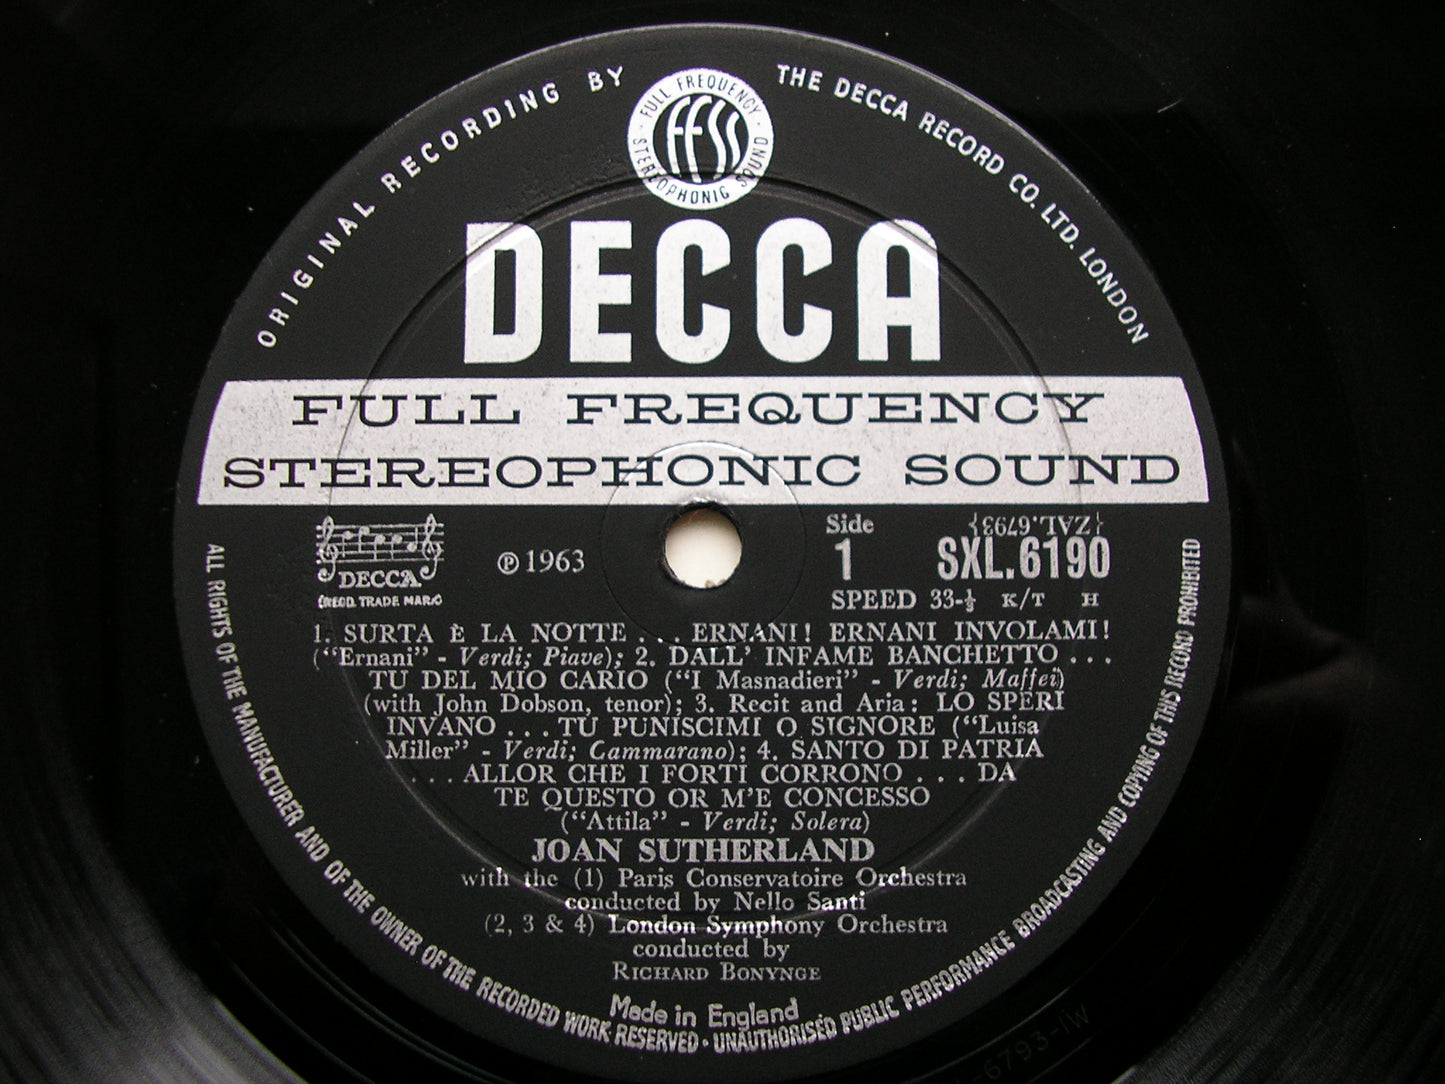 ORIGINAL RECORDING BY THE DECCA RECORD CO. LTD. LONDON
FULL FREQUENCY
FFSS
STEREOPHONIC SOUND
DECCA
FULL FREQUENCY
STEREOPHONIC SOUND
DECCA
(REGD. TRADE MARK)
℗ 1963
Side
1
{ZAL.6793}
SXL.6190
SPEED 33-⅓ K/T H
1. SURTA È LA NOTTE . . . ERNANI! ERNANI INVOLAMI!
("Ernani" - Verdi; Piave); 2. DALL' INFAME BANCHETTO . . .
TU DEL MIO CARIO ("I Masnadieri" - Verdi; Maffei)
(with John Dobson, tenor); 3. Recit and Aria: LO SPERI
INVANO . . . TU PUNISCIMI O SIGNORE ("Luisa
Miller" - Verdi; Cammarano); 4. SANTO DI PATRIA
. . . ALLOR CHE I FORTI CORRONO . . . DA
TE QUESTO OR M'E CONCESSO
("Attila" - Verdi; Solera)
JOAN SUTHERLAND
with the (1) Paris Conservatoire Orchestra
conducted by Nello Santi
(2, 3 & 4) London Symphony Orchestra
conducted by
RICHARD BONYNGE
Made in England
ALL RIGHTS OF THE MANUFACTURER AND OF THE OWNER OF THE RECORDED WORK RESERVED · UNAUTHORISED PUBLIC PERFORMANCE BROADCASTING AND COPYING OF THIS RECORD PROHIBITED
-6793-1W